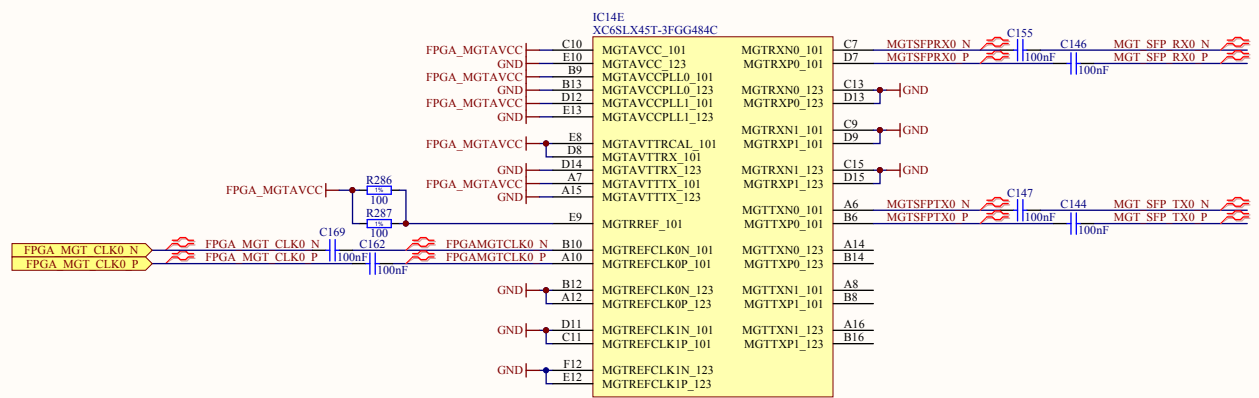 IC14E
XC6SLX45T-3FGG484C
FPGA_MGTAVCC C10 MGTAVCC_101
GND E10 MGTAVCC_123
FPGA_MGTAVCC B9 MGTAVCCPLL0_101
GND B13 MGTAVCCPLL0_123
FPGA_MGTAVCC D12 MGTAVCCPLL1_101
GND E13 MGTAVCCPLL1_123
FPGA_MGTAVCC E8 MGTAVTTRCAL_101
D8 MGTAVTTRX_101
GND D14 MGTAVTTRX_123
FPGA_MGTAVCC A7 MGTAVTTTX_101
GND A15 MGTAVTTTX_123
FPGA_MGTAVCC R286 1% 100
R287 1% 100
E9 MGTRREF_101
FPGA_MGT_CLK0_N FPGA_MGT_CLK0_N C169 100nF FPGAMGTCLK0_N B10 MGTREFCLK0N_101
FPGA_MGT_CLK0_P FPGA_MGT_CLK0_P C162 100nF FPGAMGTCLK0_P A10 MGTREFCLK0P_101
GND B12 MGTREFCLK0N_123
A12 MGTREFCLK0P_123
GND D11 MGTREFCLK1N_101
C11 MGTREFCLK1P_101
GND F12 MGTREFCLK1N_123
E12 MGTREFCLK1P_123
MGTRXN0_101 C7 MGTSFPRX0_N C155 100nF MGT_SFP_RX0_N
MGTRXP0_101 D7 MGTSFPRX0_P C146 100nF MGT_SFP_RX0_P
MGTRXN0_123 C13 GND
MGTRXP0_123 D13
MGTRXN1_101 C9 GND
MGTRXP1_101 D9
MGTRXN1_123 C15 GND
MGTRXP1_123 D15
MGTTXN0_101 A6 MGTSFPTX0_N C147 100nF MGT_SFP_TX0_N
MGTTXP0_101 B6 MGTSFPTX0_P C144 100nF MGT_SFP_TX0_P
MGTTXN0_123 A14
MGTTXP0_123 B14
MGTTXN1_101 A8
MGTTXP1_101 B8
MGTTXN1_123 A16
MGTTXP1_123 B16